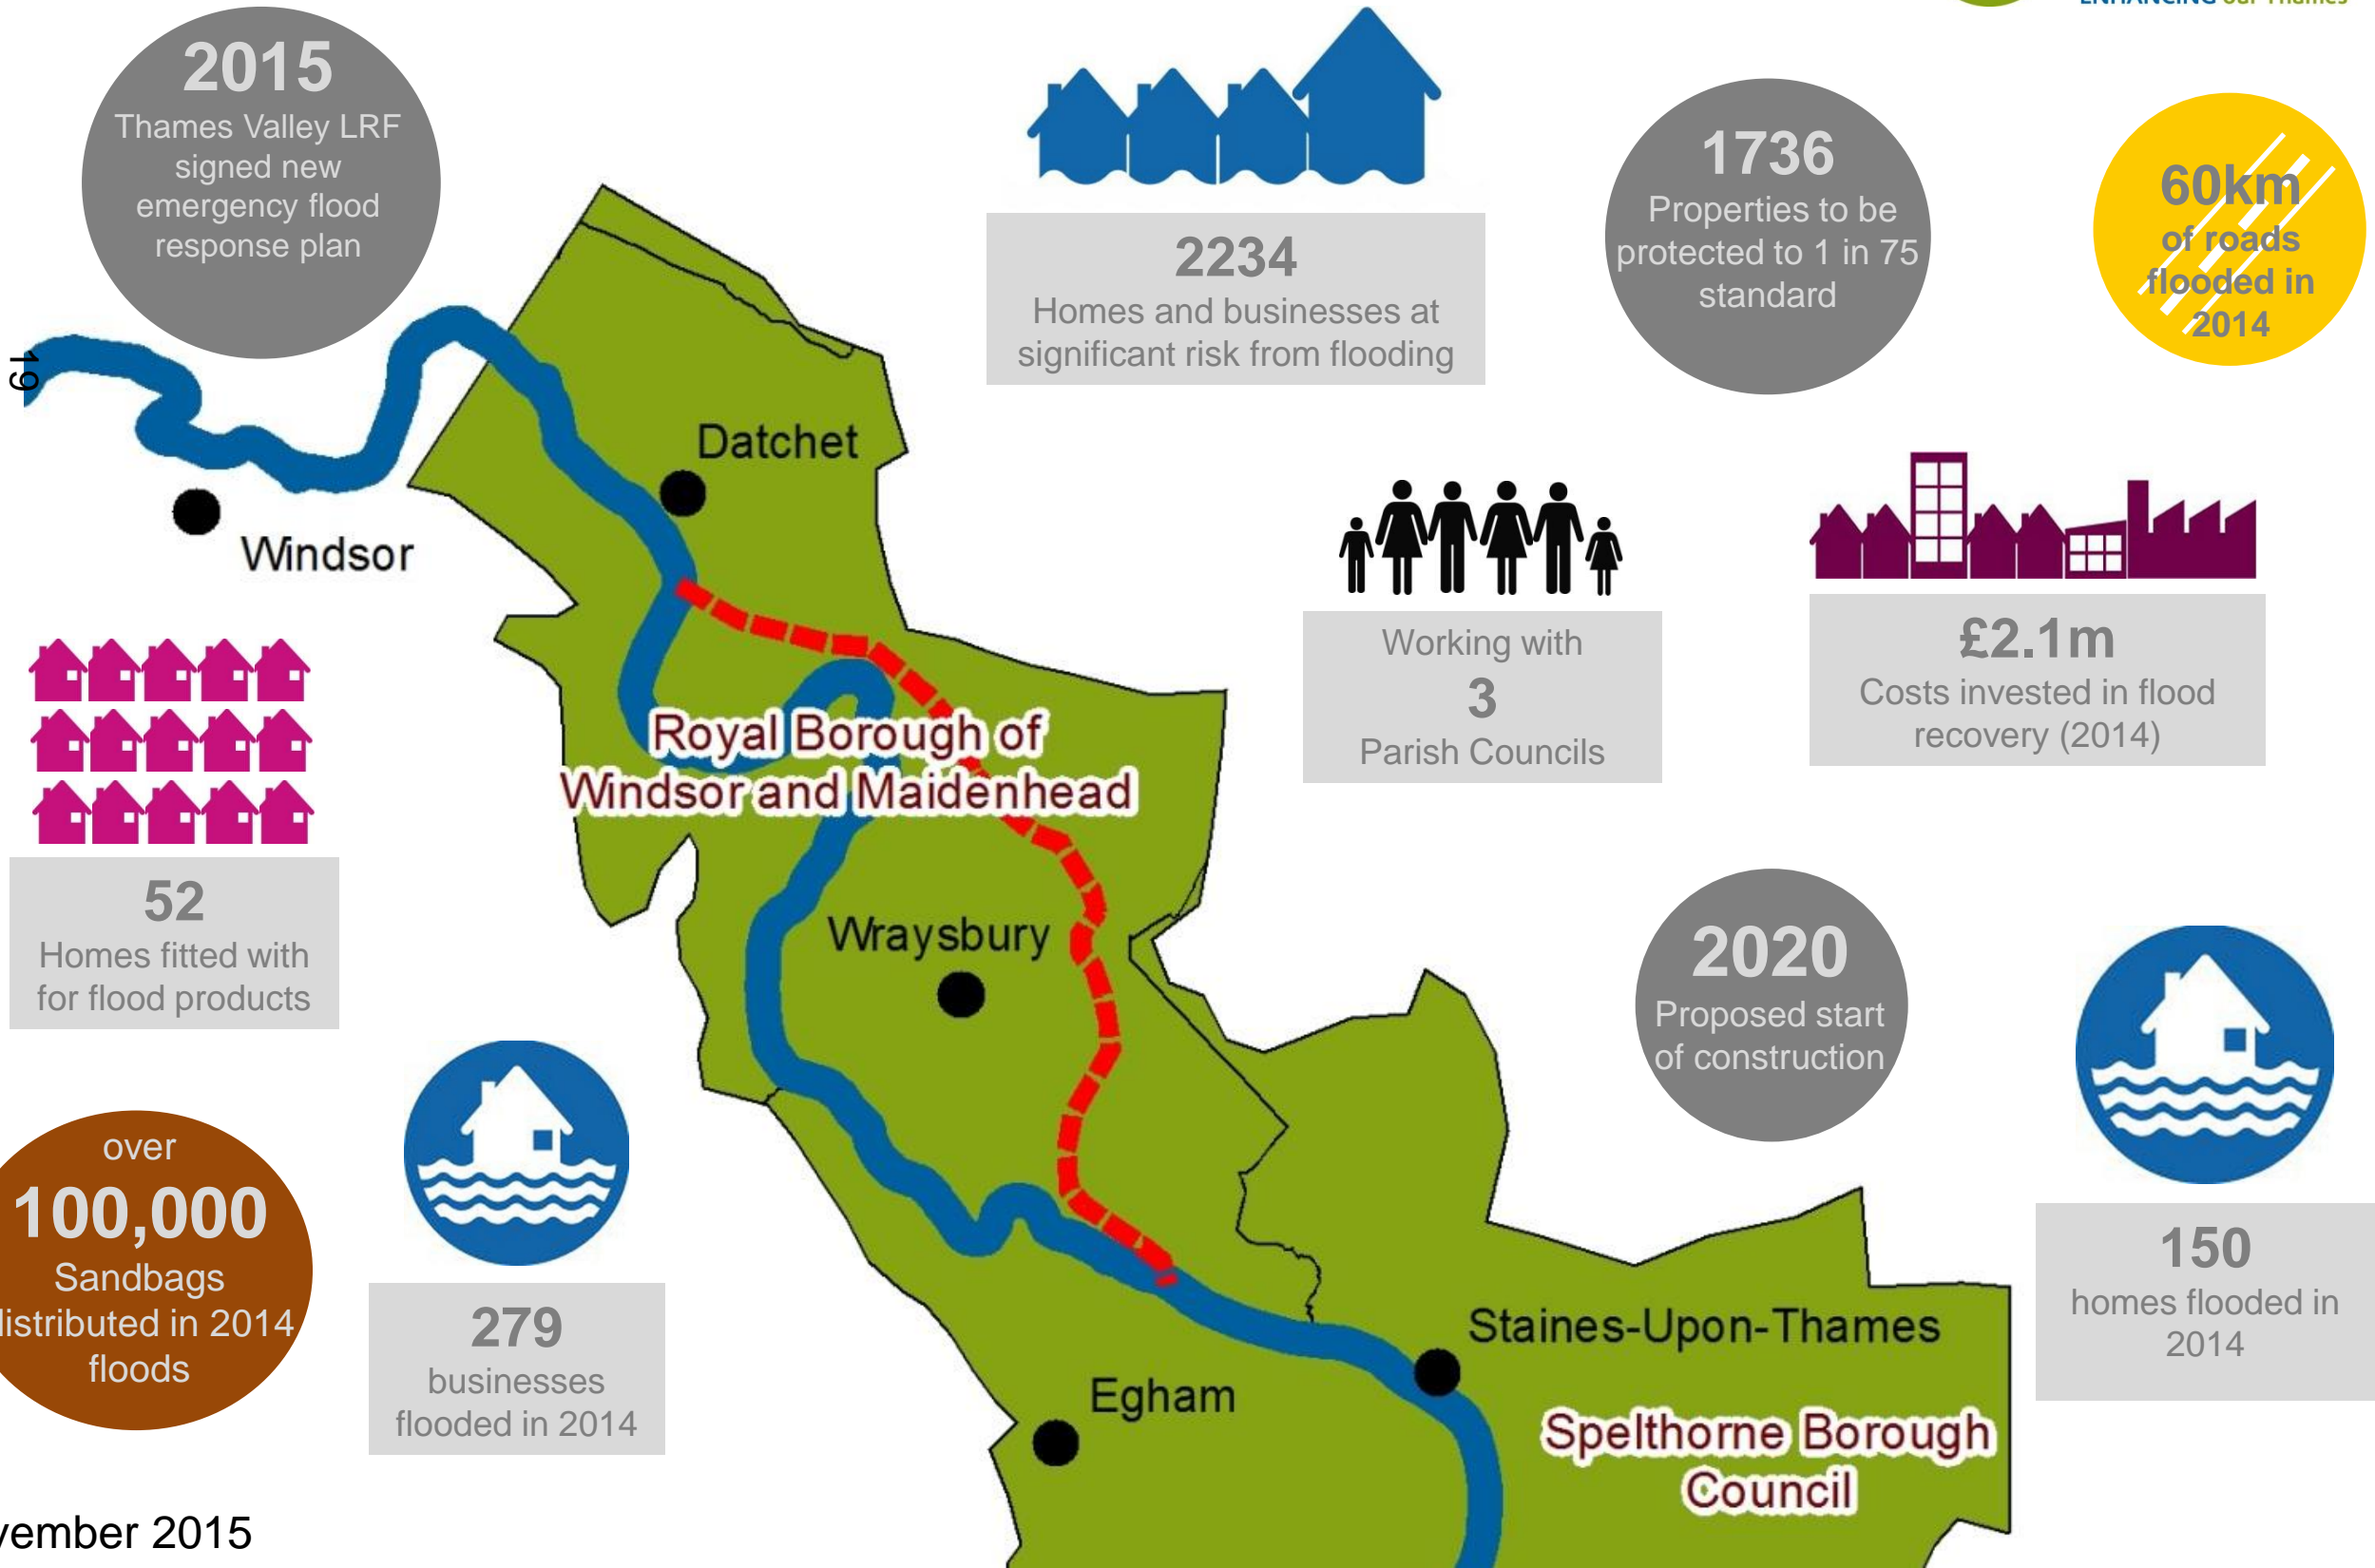 ENHANCING our Thames
2015
Thames Valley LRF
signed new
emergency flood
response plan
2234
Homes and businesses at
significant risk from flooding
1736
Properties to be
protected to 1 in 75
standard
60km
of roads
flooded in
2014
19
Datchet
Windsor
Working with
3
Parish Councils
£2.1m
Costs invested in flood
recovery (2014)
Royal Borough of
Windsor and Maidenhead
52
Homes fitted with
for flood products
Wraysbury
2020
Proposed start
of construction
over
100,000
Sandbags
distributed in 2014
floods
279
businesses
flooded in 2014
150
homes flooded in
2014
Staines-Upon-Thames
Egham
Spelthorne Borough
Council
vember 2015